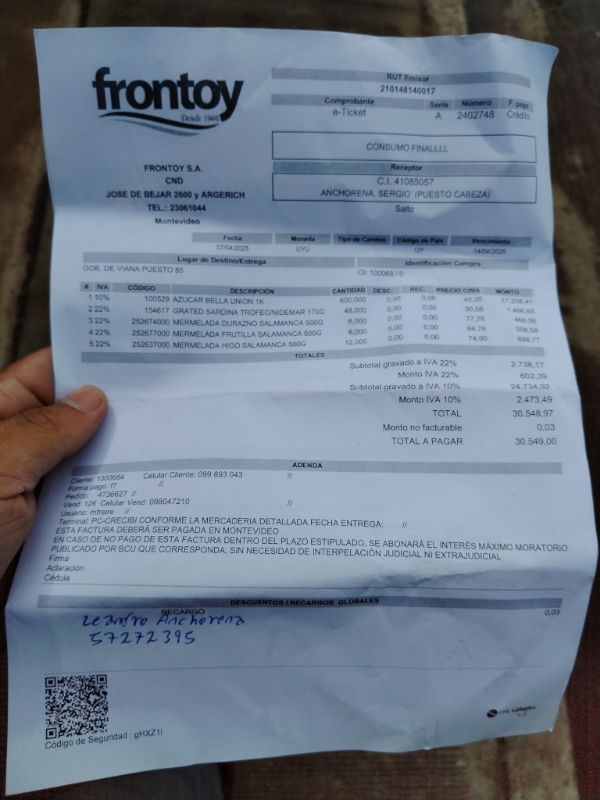 frontoy
Desde 1940
RUT Emisor
210148140017
Comprobante Serie Número F. pago
e-Ticket A 2402748 Crédito
CONSUMO FINALLLL
Receptor
C.I. 41085057
ANCHORENA, SERGIO (PUESTO CABEZA)
Salto
FRONTOY S.A.
CND
JOSE DE BEJAR 2600 y ARGERICH
TEL.: 23061044
Montevideo
Fecha Moneda Tipo de Cambio Código de País Vencimiento
07/04/2025 UYU UY 14/04/2025
Lugar de Destino/Entrega Identificación Compra
GOB. DE VIANA PUESTO 85 Cli: 100068 / 0
# IVA CÓDIGO DESCRIPCIÓN CANTIDAD DESC. REC. PRECIO C/IVA MONTO
1 10% 100529 AZUCAR BELLA UNION 1K 600,000 0,00 0,00 45,35 27.208,41
2 22% 154617 GRATED SARDINA TROFEO/NIDEMAR 170G 48,000 0,00 0,00 30,56 1.466,85
3 22% 252674000 MERMELADA DURAZNO SALAMANCA 500G 6,000 0,00 0,00 77,76 466,56
4 22% 252677000 MERMELADA FRUTILLA SALAMANCA 500G 6,000 0,00 0,00 84,76 508,58
5 22% 252637000 MERMELADA HIGO SALAMANCA 500G 12,000 0,00 0,00 74,90 898,77
TOTALES
Subtotal gravado a IVA 22% 2.738,17
Monto IVA 22% 602,39
Subtotal gravado a IVA 10% 24.734,92
Monto IVA 10% 2.473,49
TOTAL 30.548,97
Monto no facturable 0,03
TOTAL A PAGAR 30.549,00
ADENDA
Cliente: 1000684 Celular Cliente: 099 893 043 //
Forma pago: f7 //
Pedido: 4736627 //
Vend: 126 Celular Vend: 098047210 //
Usuario: mfreire //
Terminal: PC-CRECIBI CONFORME LA MERCADERIA DETALLADA FECHA ENTREGA: //
ESTA FACTURA DEBERÁ SER PAGADA EN MONTEVIDEO
EN CASO DE NO PAGO DE ESTA FACTURA DENTRO DEL PLAZO ESTIPULADO, SE ABONARÁ EL INTERÉS MÁXIMO MORATORIO
PUBLICADO POR BCU QUE CORRESPONDA, SIN NECESIDAD DE INTERPELACIÓN JUDICIAL NI EXTRAJUDICIAL
Firma
Aclaración
Cédula
DESCUENTOS / RECARGOS GLOBALES
RECARGO 0,03
Leandro Anchorena
57272395
Código de Seguridad : gHXZ1i